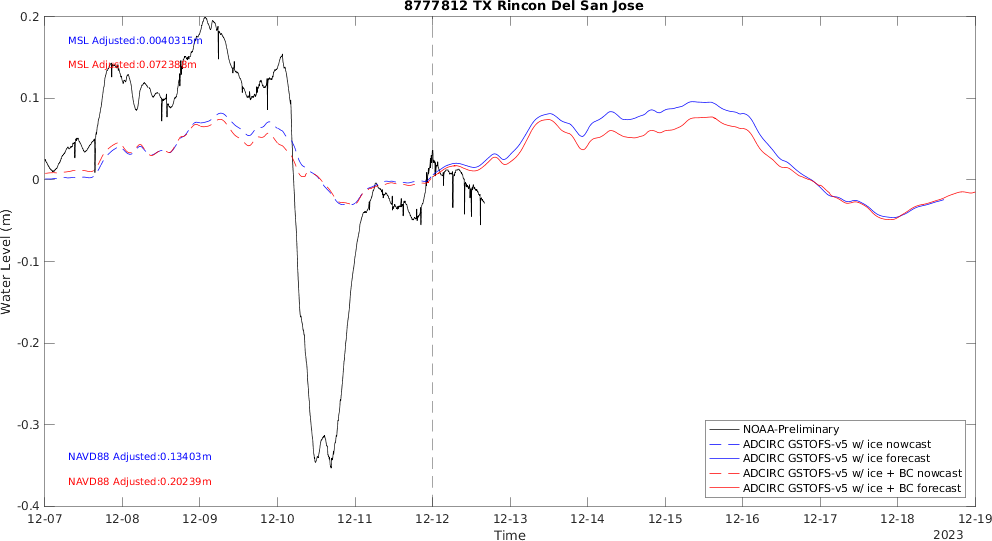 8777812 TX Rincon Del San Jose
MSL Adjusted:0.0040315m
MSL Adjusted:0.072388m
NAVD88 Adjusted:0.13403m
NAVD88 Adjusted:0.20239m
Water Level (m)
0.2
0.1
0
-0.1
-0.2
-0.3
-0.4
NOAA-Preliminary
ADCIRC GSTOFS-v5 w/ ice nowcast
ADCIRC GSTOFS-v5 w/ ice forecast
ADCIRC GSTOFS-v5 w/ ice + BC nowcast
ADCIRC GSTOFS-v5 w/ ice + BC forecast
12-07 12-08 12-09 12-10 12-11 12-12 12-13 12-14 12-15 12-16 12-17 12-18 12-19
Time
2023